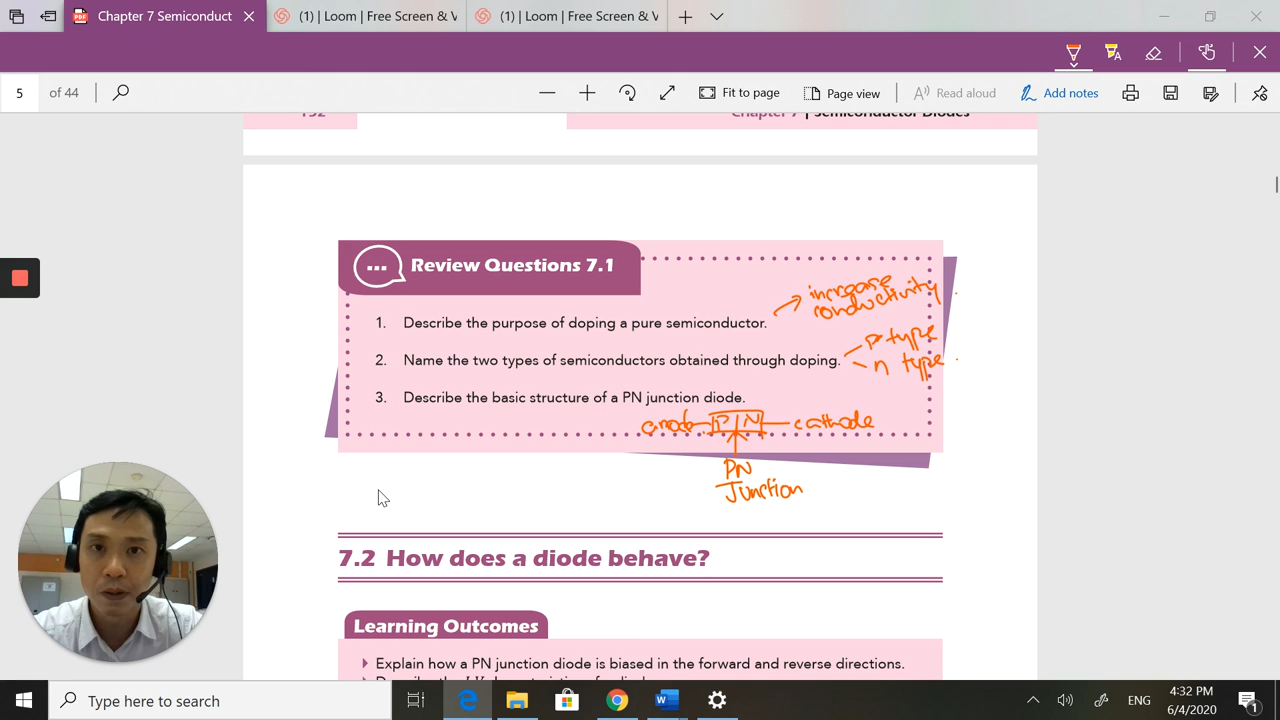 Chapter 7 Semiconduct
(1) | Loom | Free Screen & V
(1) | Loom | Free Screen & V
5 of 44
Fit to page
Page view
Read aloud
Add notes
152
Chapter 7 | Semiconductor Diodes
... Review Questions 7.1
increase
conductivity
1. Describe the purpose of doping a pure semiconductor.
p type
2. Name the two types of semiconductors obtained through doping.
n type
3. Describe the basic structure of a PN junction diode.
anode P N cathode
PN
Junction
7.2 How does a diode behave?
Learning Outcomes
Explain how a PN junction diode is biased in the forward and reverse directions.
Type here to search
ENG
4:32 PM
6/4/2020
1